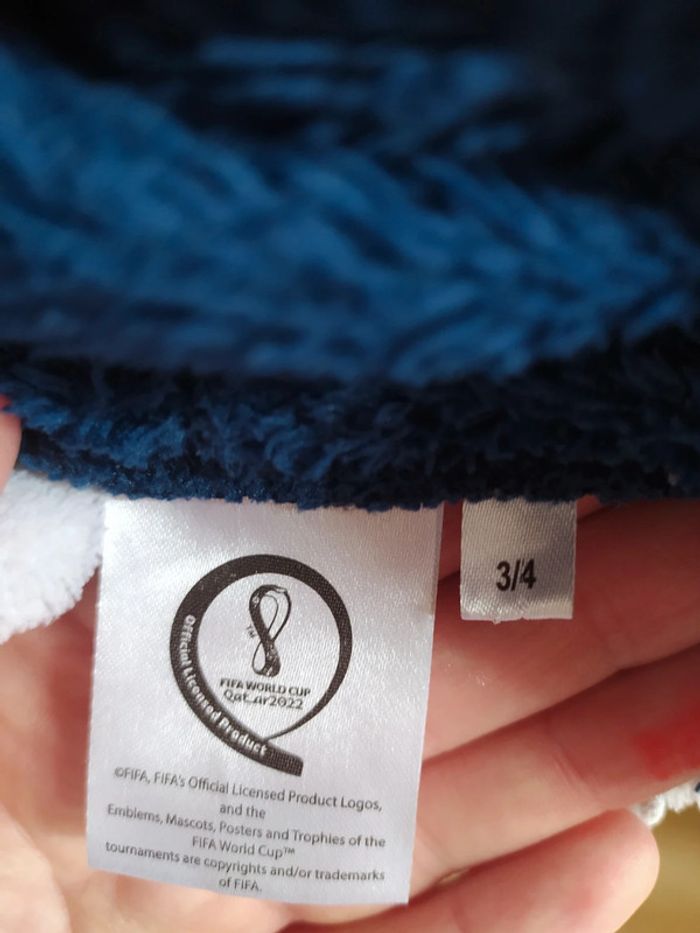 3/4
FIFA WORLD CUP
Qatar2022
Official Licensed Product
©FIFA, FIFA's Official Licensed Product Logos,
and the
Emblems, Mascots, Posters and Trophies of the
FIFA World Cup™
tournaments are copyrights and/or trademarks
of FIFA.